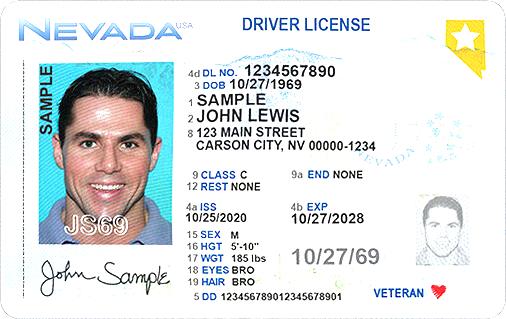 NEVADA USA
DRIVER LICENSE
SAMPLE
4d DL NO. 1234567890
3 DOB 10/27/1969
1 SAMPLE
2 JOHN LEWIS
8 123 MAIN STREET
CARSON CITY, NV 00000-1234
NEVADA
9 CLASS C 9a END NONE
12 REST NONE
4a ISS 4b EXP
10/25/2020 10/27/2028
15 SEX M
16 HGT 5'-10"
17 WGT 185 lbs
18 EYES BRO
19 HAIR BRO
10/27/69
JS69
John Sample
5 DD 123456789012345678901
VETERAN